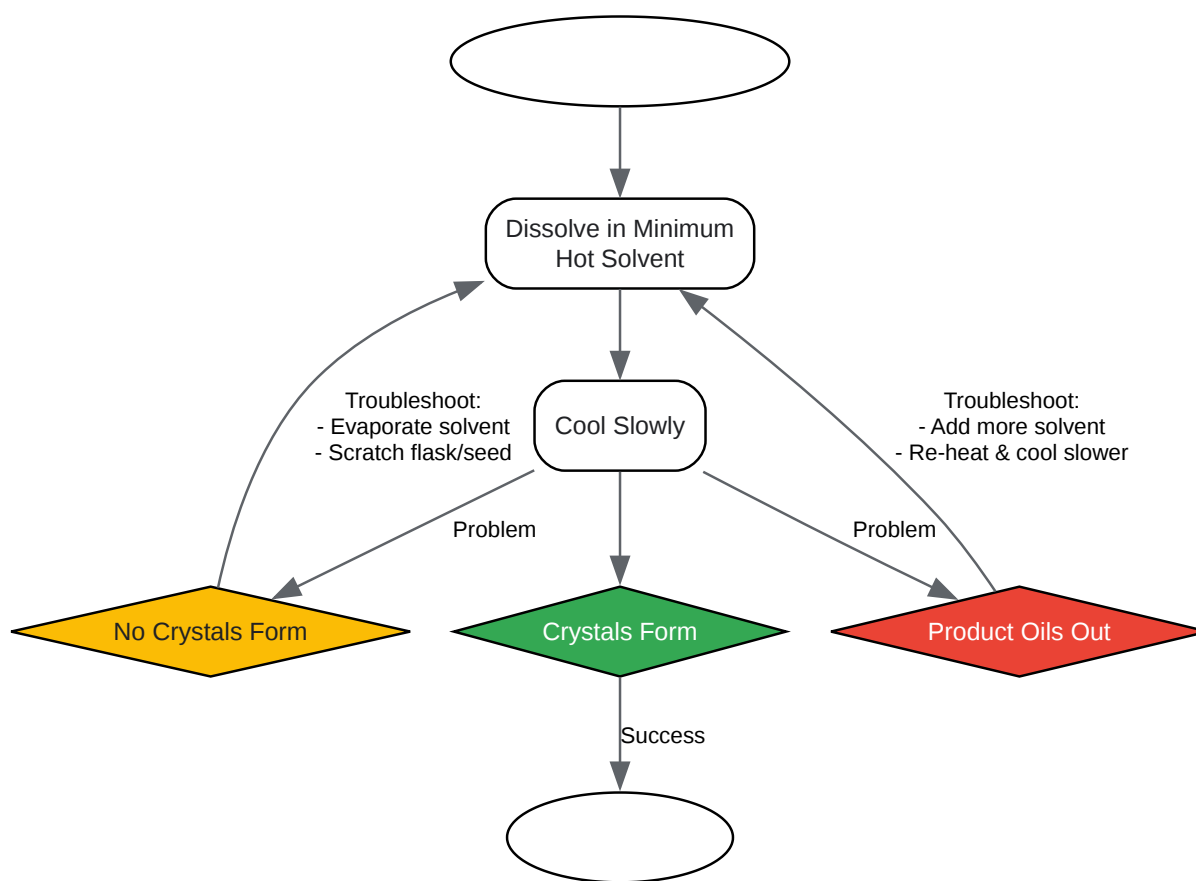 Dissolve in Minimum
Hot Solvent
Troubleshoot:
- Evaporate solvent
- Scratch flask/seed
Cool Slowly
Troubleshoot:
- Add more solvent
- Re-heat & cool slower
Problem
Problem
No Crystals Form
Crystals Form
Product Oils Out
Success